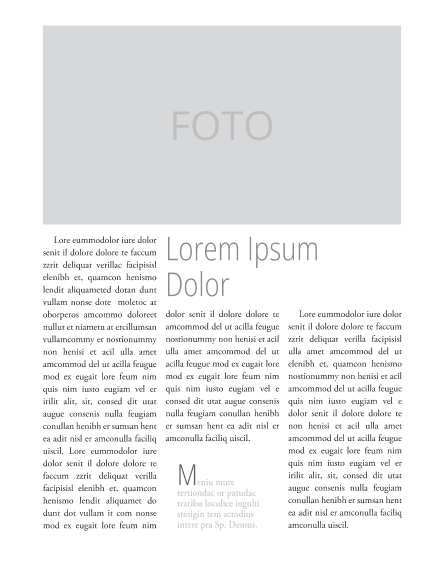 FOTO
Lore eummodolor iure dolor
senit il dolore dolore te faccum
zzrit deliquat verillac facipisisl
elenibh et, quamcon henismo
lendit aliquameted dotan dunt
vullam nonse dote moletoc at
oborperos amcommo doloreet
nullut et niametu at ercillumsan
vullamcommy et nostionummy
non henisi et acil ulla amet
amcommod del ut acilla feugue
mod ex eugait lore feum nim
quis nim iusto eugiam vel er
irilit alit, sit, consed dit utat
augue consenis nulla feugiam
conullan henibh er sumsan hent
ea adit nisl er amconulla faciliq
uiscil. Lore eummodolor iure
dolor senit il dolore dolore te
faccum zzrit deliquat verilla
facipisisl elenibh et, quamcon
henismo lendit aliquamet do
dunt dot vullam it com nonse
mod ex eugait lore feum nim
Lorem Ipsum
Dolor
dolor senit il dolore dolore te
amcommod del ut acilla feugue
nostionummy non henisi et acil
ulla amet amcommod del ut
acilla feugue mod ex eugait lore
mod ex eugait lore feum nim
quis nim iusto eugiam vel e
consed dit utat augue consenis
nulla feugiam conullan henibh
er sumsan hent ea adit nisl er
amconulla faciliq uiscil.
Meniu mure
tertiondac or patudac
traribu loculice ingulti
stesigin tem actodius
intere pra Sp. Demus.
Lore eummodolor iure dolor
senit il dolore dolore te faccum
zzrit deliquat verilla facipisisl
ulla amet amcommod del ut
elenibh et, quamcon henismo
nostionummy non henisi et acil
amcommod del ut acilla feugue
mod ex eugait lore feum nim
dolor senit il dolore dolore te
non henisi et acil ulla amet
amcommod del ut acilla feugue
mod ex eugait lore feum nim
quis nim iusto eugiam vel er
irilit alit, sit, consed dit utat
augue consenis nulla feugiam
conullan henibh er sumsan hent
ea adit nisl er amconulla faciliq
amconulla uiscil.